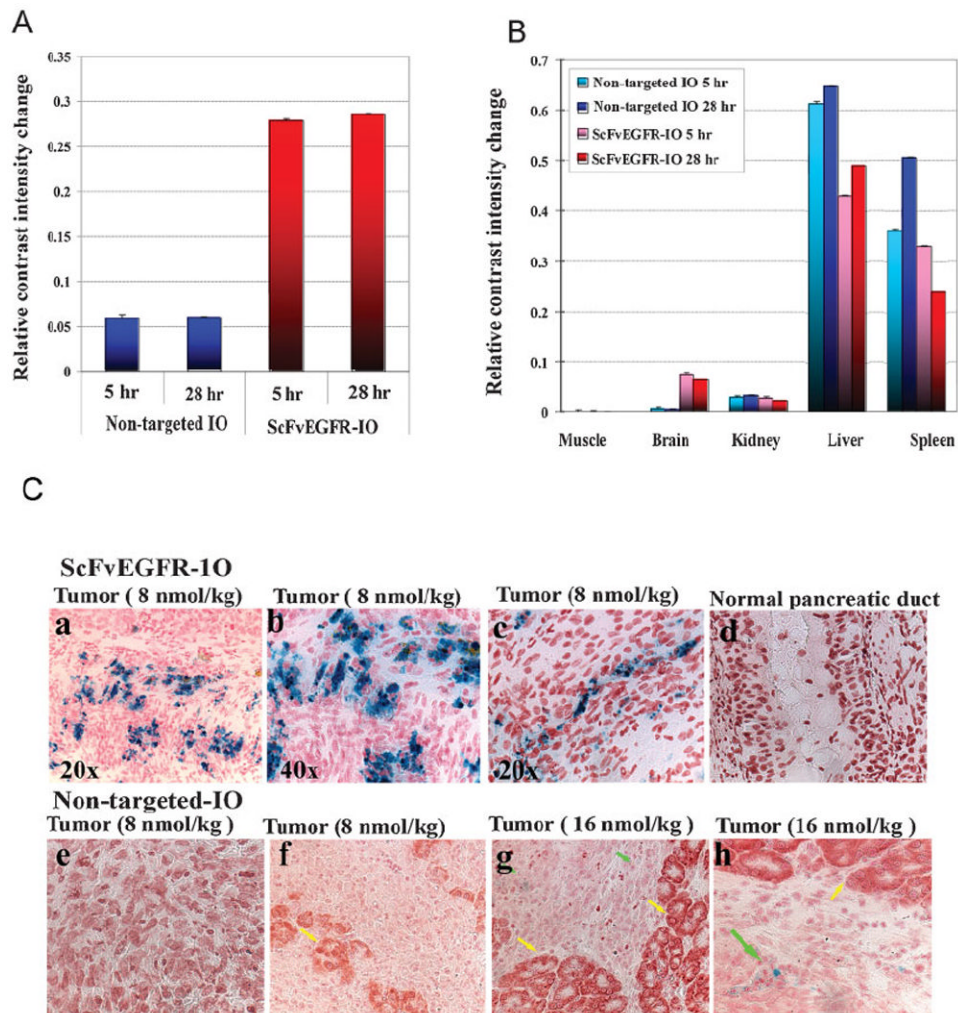 A
Relative contrast intensity change
0.35
0.3
0.25
0.2
0.15
0.1
0.05
0
5 hr
28 hr
5 hr
28 hr
Non-targeted IO
ScFvEGFR-IO
B
Relative contrast intensity change
0.7
0.6
0.5
0.4
0.3
0.2
0.1
0
Non-targeted IO 5 hr
Non-targeted IO 28 hr
ScFvEGFR-IO 5 hr
ScFvEGFR-IO 28 hr
Muscle
Brain
Kidney
Liver
Spleen
C
ScFvEGFR-1O
Tumor ( 8 nmol/kg)
Tumor ( 8 nmol/kg)
Tumor (8 nmol/kg)
Normal pancreatic duct
a
b
c
d
20x
40x
20x
Non-targeted-IO
Tumor (8 nmol/kg )
Tumor (8 nmol/kg)
Tumor ( 16 nmol/kg)
Tumor (16 nmol/kg )
e
f
g
h